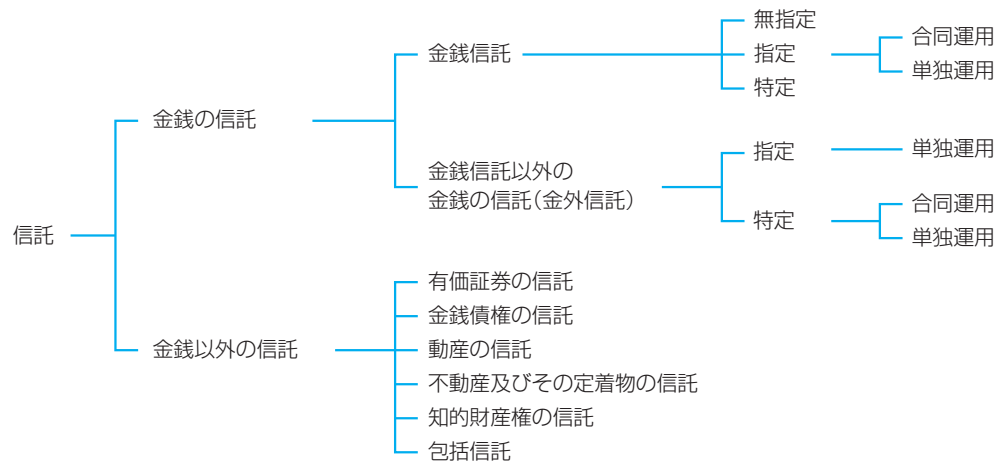 信託
金銭の信託
金銭信託
無指定
指定
合同運用
単独運用
特定
金銭信託以外の
金銭の信託（金外信託）
指定
単独運用
特定
合同運用
単独運用
金銭以外の信託
有価証券の信託
金銭債権の信託
動産の信託
不動産及びその定着物の信託
知的財産権の信託
包括信託